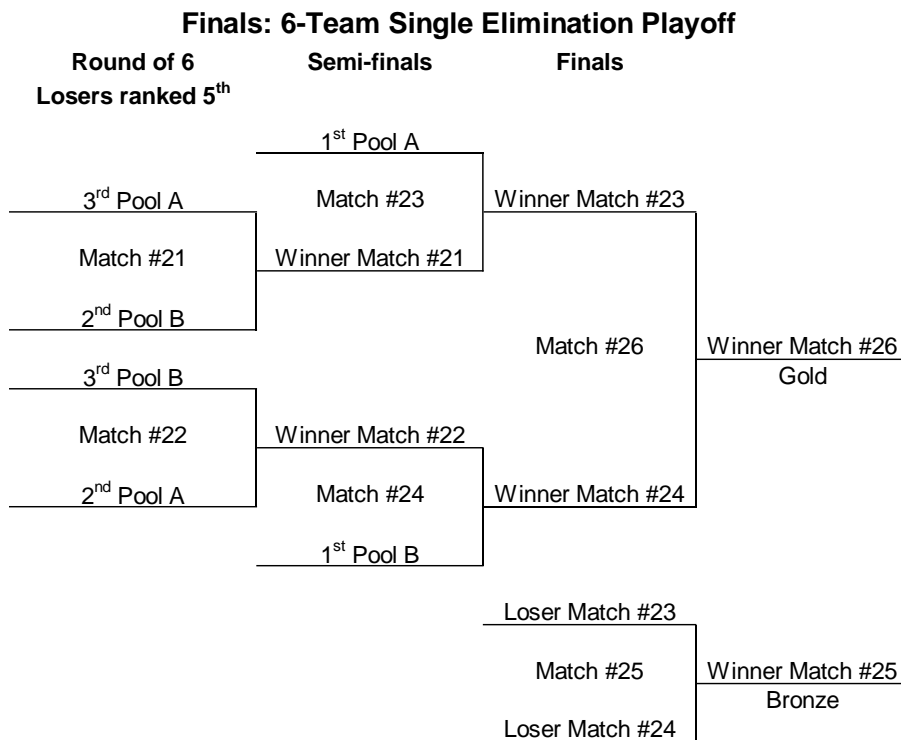 Finals: 6-Team Single Elimination Playoff
Round of 6 Semi-finals Finals
Losers ranked 5th
1st Pool A
3rd Pool A Match #23 Winner Match #23
Match #21 Winner Match #21
2nd Pool B
Match #26 Winner Match #26
3rd Pool B Gold
Match #22 Winner Match #22
2nd Pool A Match #24 Winner Match #24
1st Pool B
Loser Match #23
Match #25 Winner Match #25
Bronze
Loser Match #24